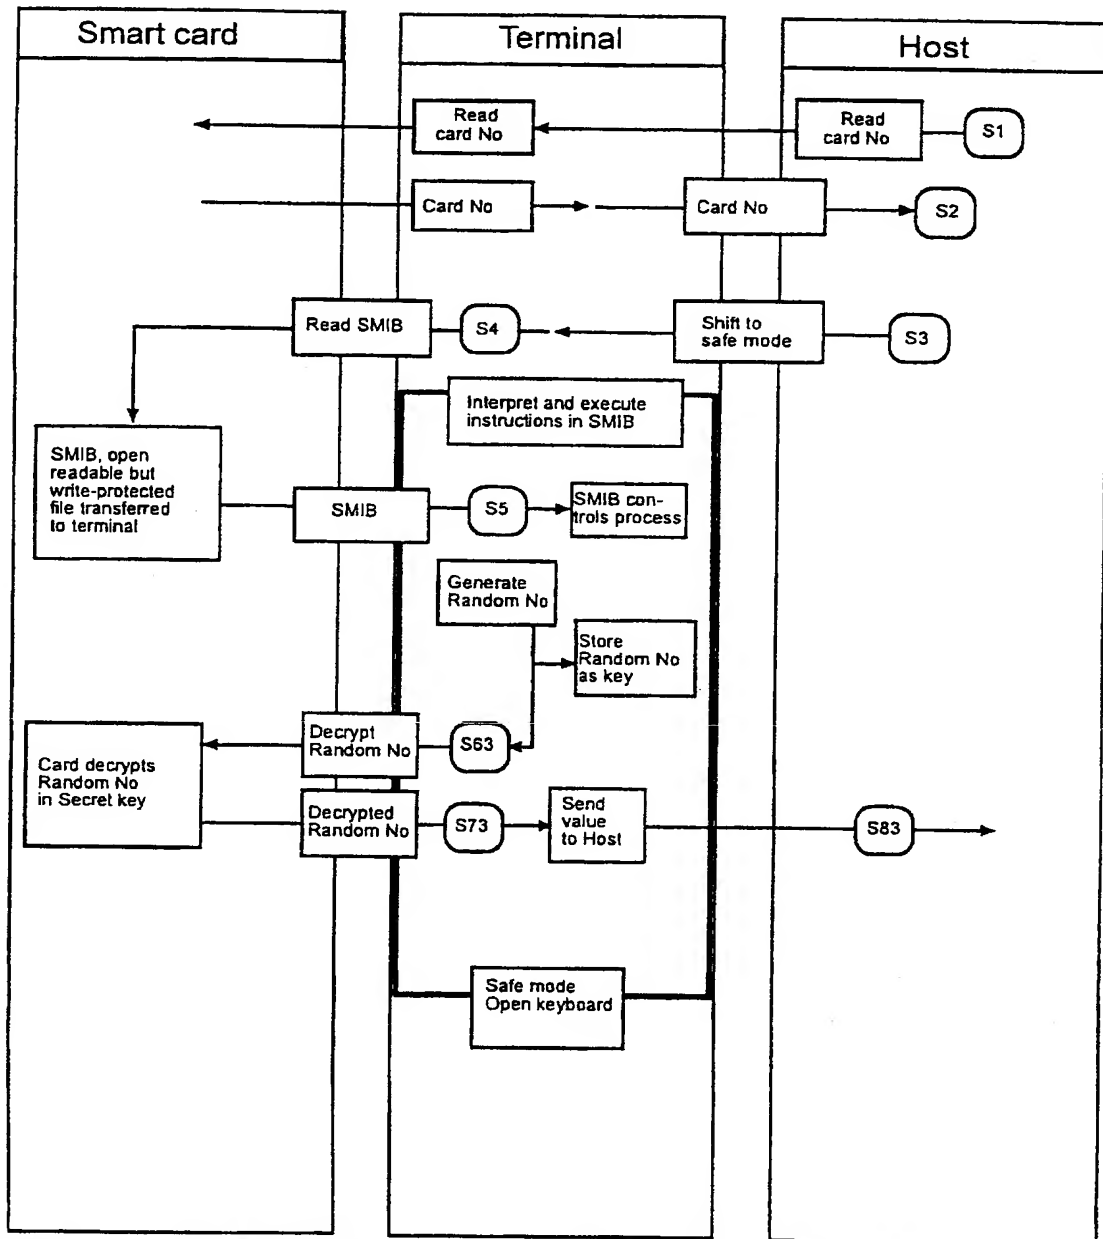 Smart card
Terminal
Host
Read
card No
Read
card No
S1
Card No
Card No
S2
Read SMIB
S4
Shift to
safe mode
S3
Interpret and execute
instructions in SMIB
SMIB, open
readable but
write-protected
file transferred
to terminal
SMIB
S5
SMIB con-
trols process
Generate
Random No
Store
Random No
as key
Decrypt
Random No
S63
Card decrypts
Random No
in Secret key
Decrypted
Random No
S73
Send
value
to Host
S83
Safe mode
Open keyboard